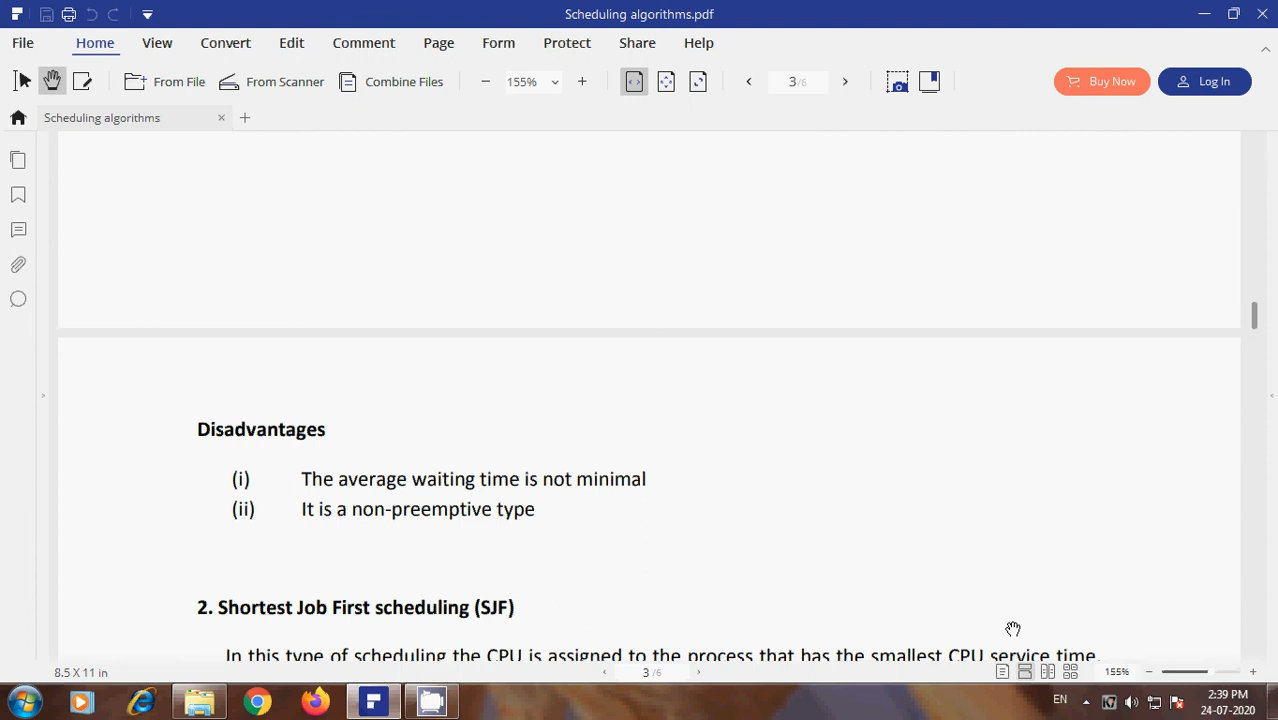 Scheduling algorithms.pdf
File Home View Convert Edit Comment Page Form Protect Share Help
From File From Scanner Combine Files 155% 3/6 Buy Now Log In
Scheduling algorithms
Disadvantages
(i) The average waiting time is not minimal
(ii) It is a non-preemptive type
2. Shortest Job First scheduling (SJF)
In this type of scheduling the CPU is assigned to the process that has the smallest CPU service time.
8.5 X 11 in 3/6 155%
EN 2:39 PM
24-07-2020